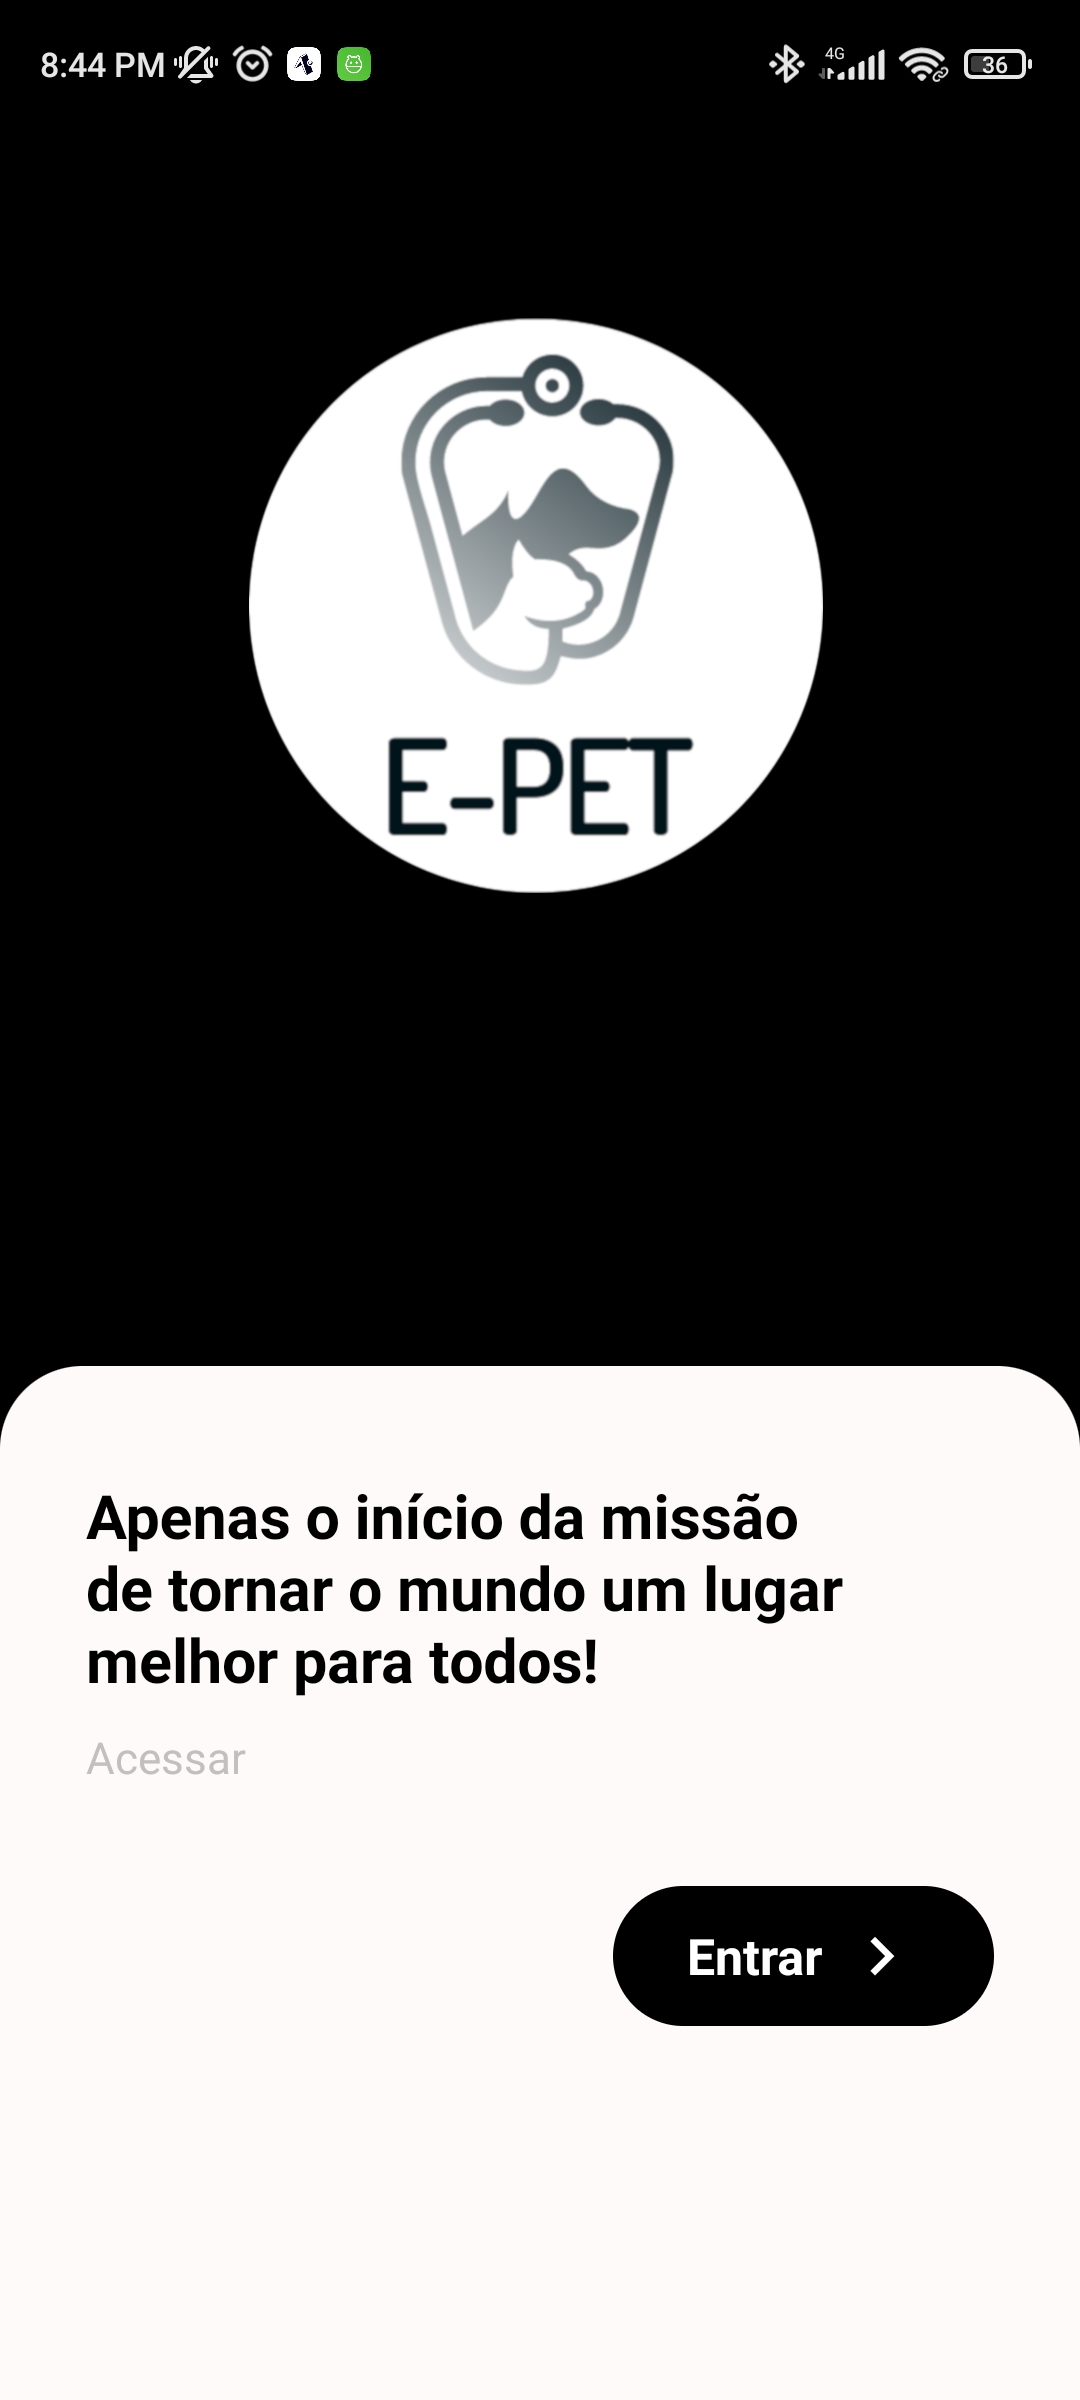 8:44 PM
4G
36
E-PET
Apenas o início da missão
de tornar o mundo um lugar
melhor para todos!
Acessar
Entrar